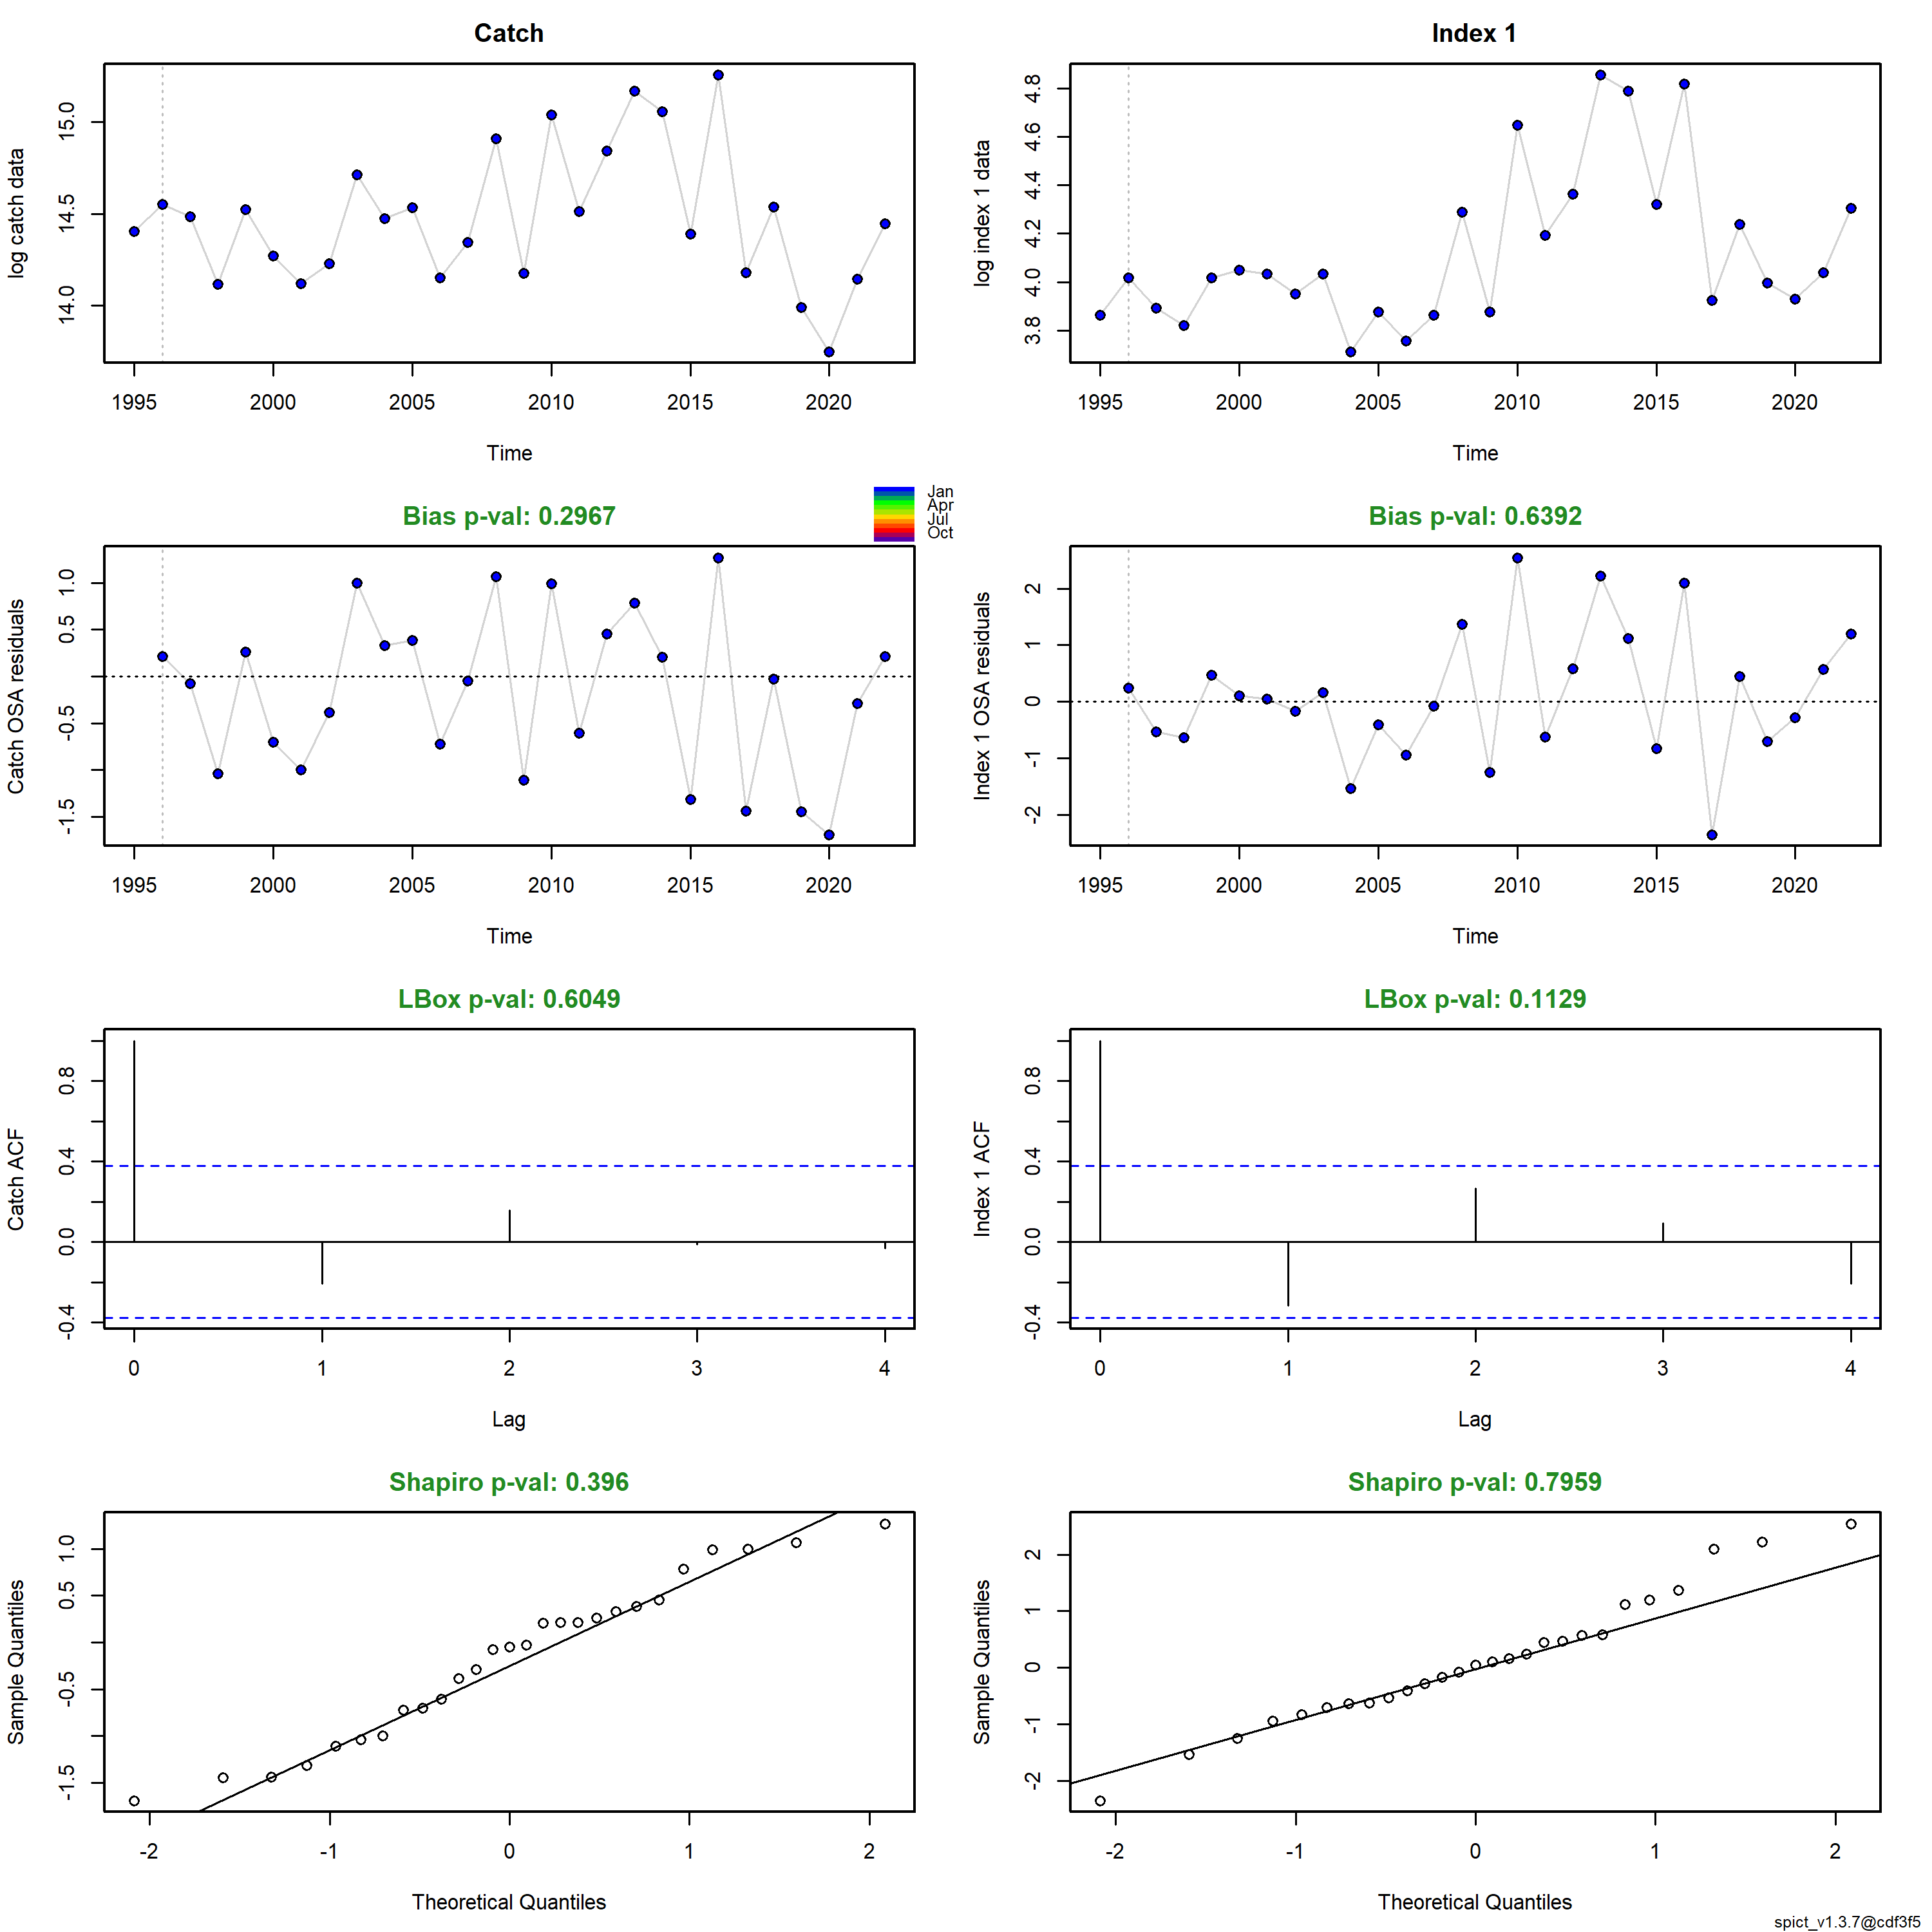 Catch
log catch data
14.0 14.5 15.0
1995 2000 2005 2010 2015 2020
Time
Index 1
log index 1 data
3.8 4.0 4.2 4.4 4.6 4.8
1995 2000 2005 2010 2015 2020
Time
Jan
Apr
Jul
Oct
Bias p-val: 0.2967
Catch OSA residuals
-1.5 -0.5 0.5 1.0
1995 2000 2005 2010 2015 2020
Time
Bias p-val: 0.6392
Index 1 OSA residuals
-2 -1 0 1 2
1995 2000 2005 2010 2015 2020
Time
LBox p-val: 0.6049
Catch ACF
-0.4 0.0 0.4 0.8
0 1 2 3 4
Lag
LBox p-val: 0.1129
Index 1 ACF
-0.4 0.0 0.4 0.8
0 1 2 3 4
Lag
Shapiro p-val: 0.396
Sample Quantiles
-1.5 -0.5 0.5 1.0
-2 -1 0 1 2
Theoretical Quantiles
Shapiro p-val: 0.7959
Sample Quantiles
-2 -1 0 1 2
-2 -1 0 1 2
Theoretical Quantiles
spict_v1.3.7@cdf3f5